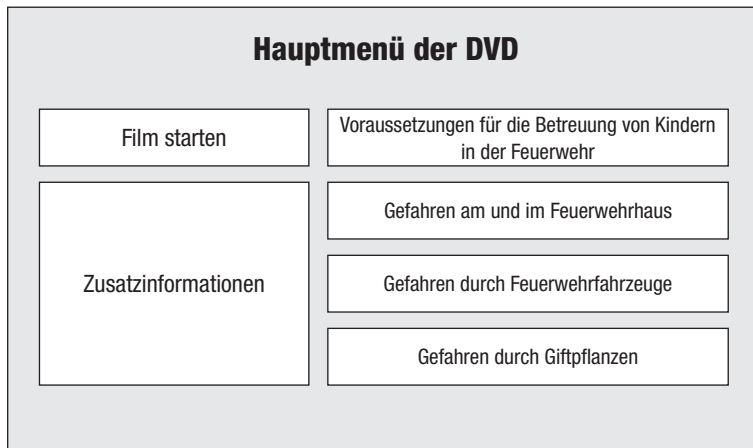 Hauptmenü der DVD
Film starten
Voraussetzungen für die Betreuung von Kindern
in der Feuerwehr
Zusatzinformationen
Gefahren am und im Feuerwehrhaus
Gefahren durch Feuerwehrfahrzeuge
Gefahren durch Giftpflanzen